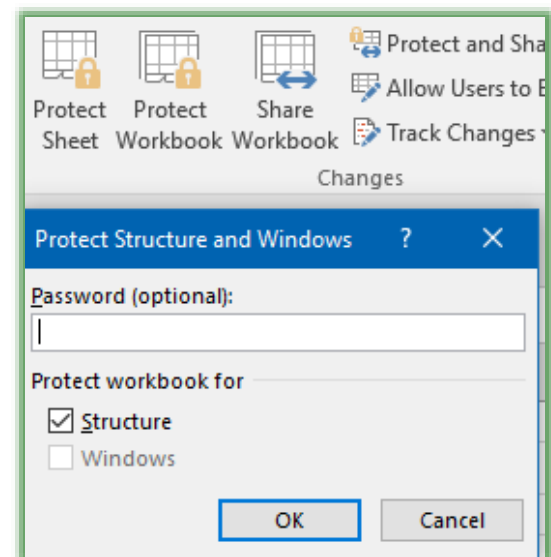 Protect and Sha
Allow Users to E
Protect Protect Share
Sheet Workbook Workbook
Track Changes
Changes
Protect Structure and Windows ?
Password (optional):
Protect workbook for
Structure
Windows
OK Cancel